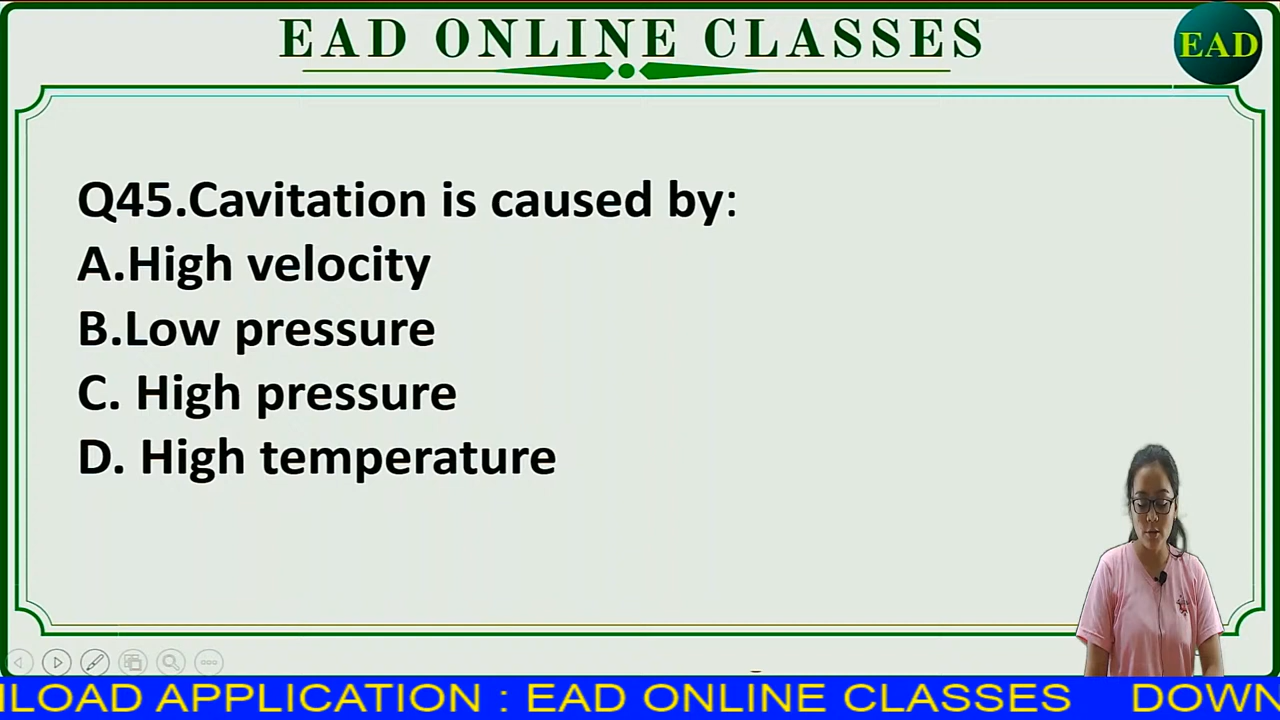 EAD ONLINE CLASSES
EAD
Q45.Cavitation is caused by:
A.High velocity
B.Low pressure
C. High pressure
D. High temperature
NLOAD APPLICATION : EAD ONLINE CLASSES DOWN